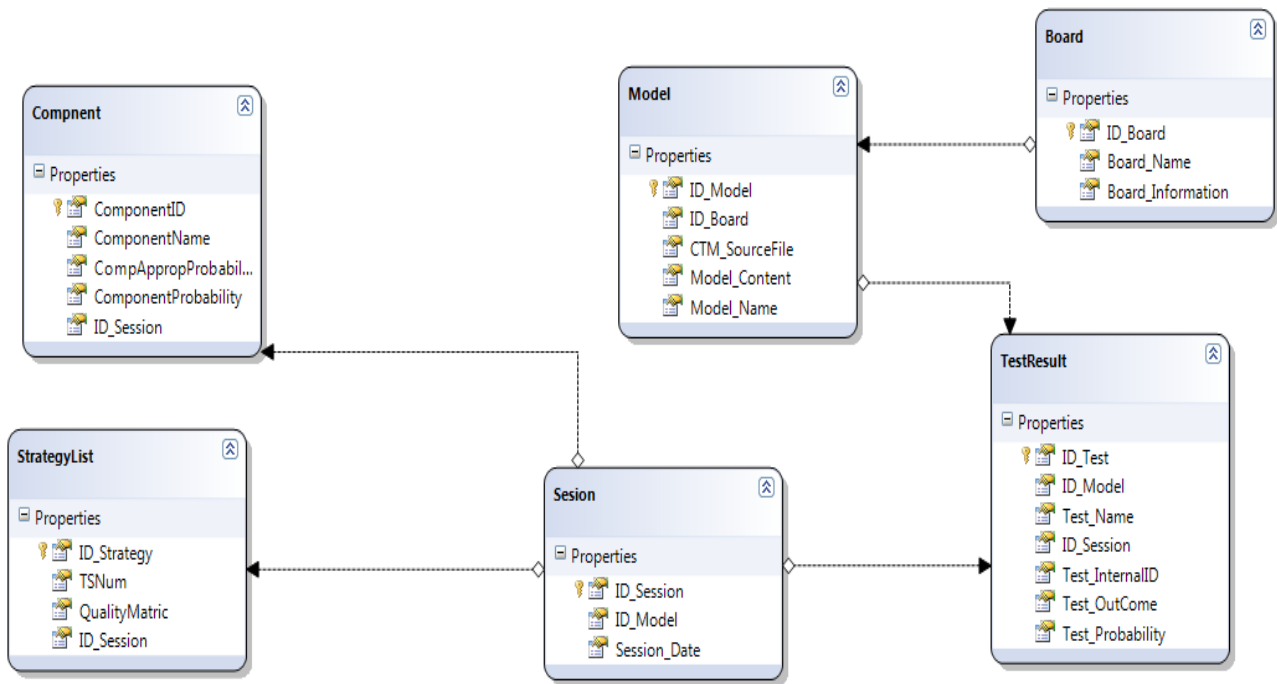 Compnent
Properties
ComponentID
ComponentName
CompAppropProbabil...
ComponentProbability
ID_Session
Model
Properties
ID_Model
ID_Board
CTM_SourceFile
Model_Content
Model_Name
Board
Properties
ID_Board
Board_Name
Board_Information
StrategyList
Properties
ID_Strategy
TSNum
QualityMatric
ID_Session
Sesion
Properties
ID_Session
ID_Model
Session_Date
TestResult
Properties
ID_Test
ID_Model
Test_Name
ID_Session
Test_InternalID
Test_OutCome
Test_Probability